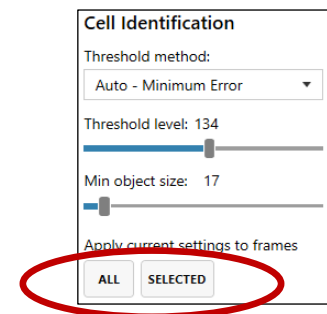 Cell Identification
Threshold method:
Auto - Minimum Error
Threshold level: 134
Min object size: 17
Apply current settings to frames
ALL SELECTED